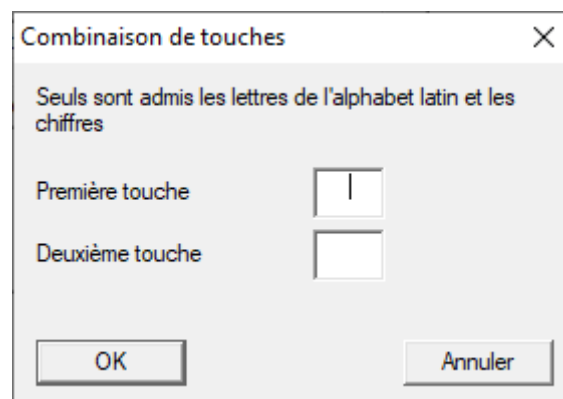 Combinaison de touches
Seuls sont admis les lettres de l'alphabet latin et les
chiffres
Première touche
Deuxième touche
OK
Annuler